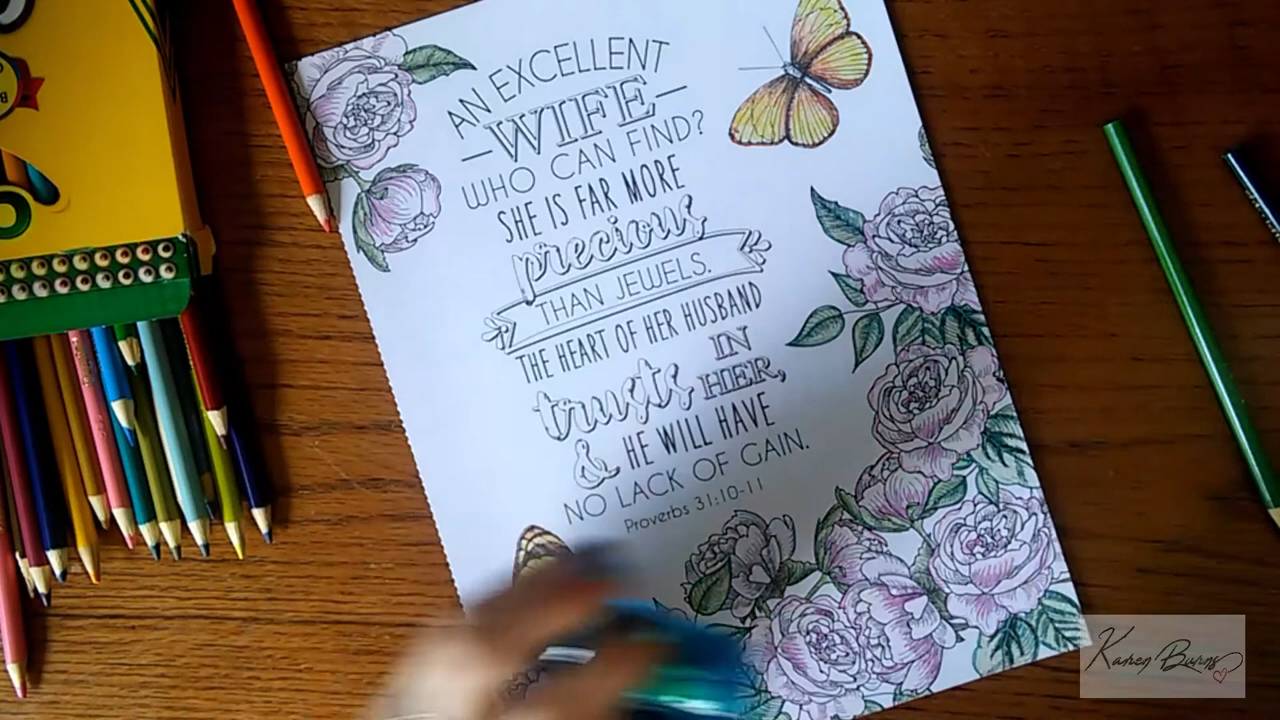 AN EXCELLENT
WIFE
WHO CAN FIND?
SHE IS FAR MORE
precious
THAN JEWELS.
THE HEART OF HER HUSBAND
trusts IN HER,
& HE WILL HAVE
NO LACK OF GAIN.
Proverbs 31:10-11
Karen Burns